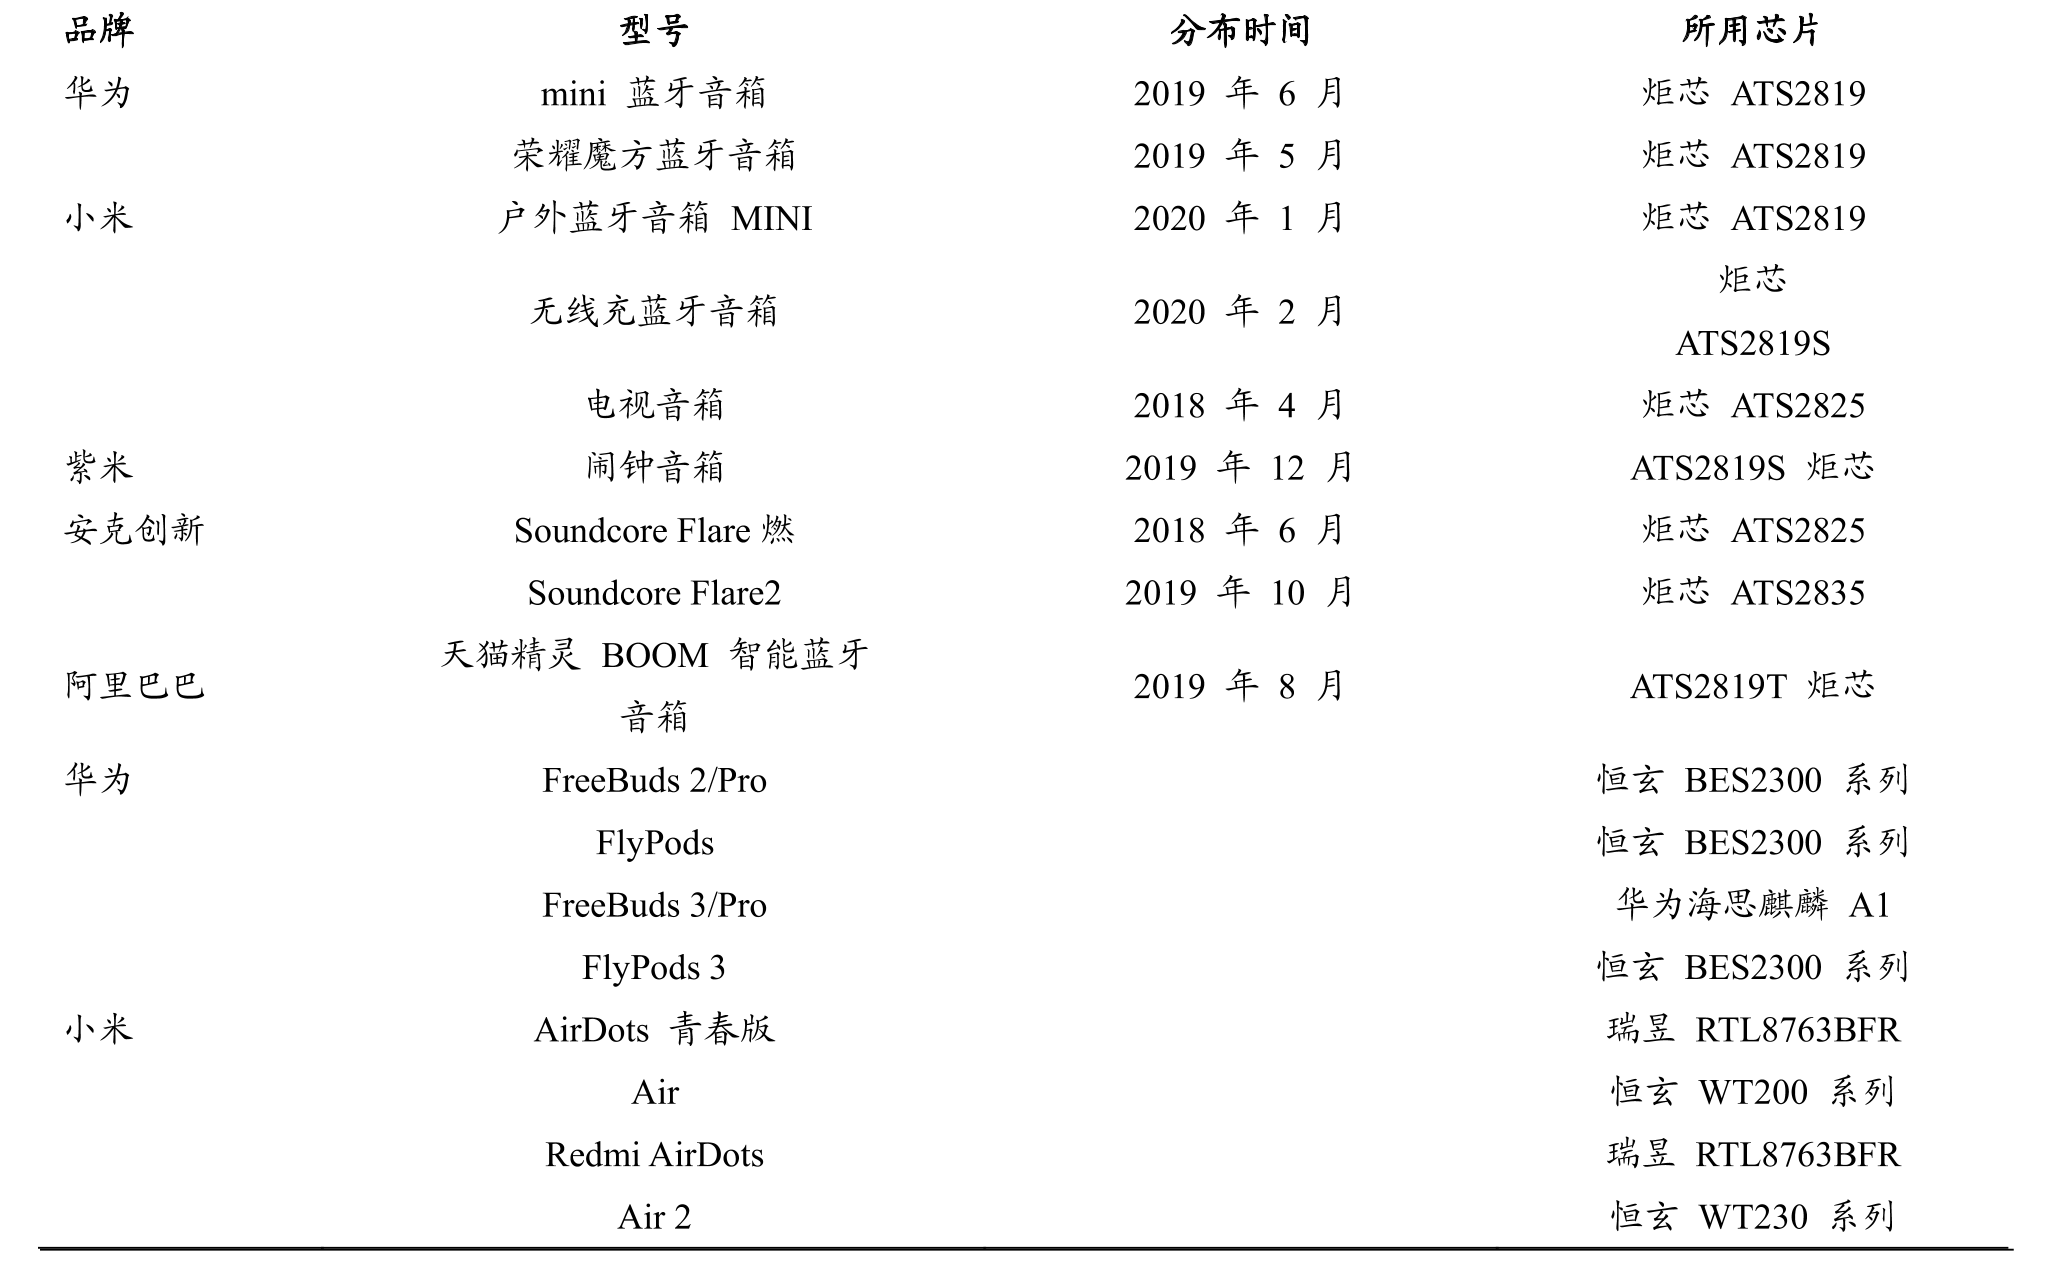 品牌 型号 分布时间 所用芯片
华为 mini 蓝牙音箱 2019 年 6 月 炬芯 ATS2819
荣耀魔方蓝牙音箱 2019 年 5 月 炬芯 ATS2819
小米 户外蓝牙音箱 MINI 2020 年 1 月 炬芯 ATS2819
无线充蓝牙音箱 2020 年 2 月 炬芯
ATS2819S
电视音箱 2018 年 4 月 炬芯 ATS2825
紫米 闹钟音箱 2019 年 12 月 ATS2819S 炬芯
安克创新 Soundcore Flare 燃 2018 年 6 月 炬芯 ATS2825
Soundcore Flare2 2019 年 10 月 炬芯 ATS2835
阿里巴巴 天猫精灵 BOOM 智能蓝牙
音箱 2019 年 8 月 ATS2819T 炬芯
华为 FreeBuds 2/Pro 恒玄 BES2300 系列
FlyPods 恒玄 BES2300 系列
FreeBuds 3/Pro 华为海思麒麟 A1
FlyPods 3 恒玄 BES2300 系列
小米 AirDots 青春版 瑞昱 RTL8763BFR
Air 恒玄 WT200 系列
Redmi AirDots 瑞昱 RTL8763BFR
Air 2 恒玄 WT230 系列